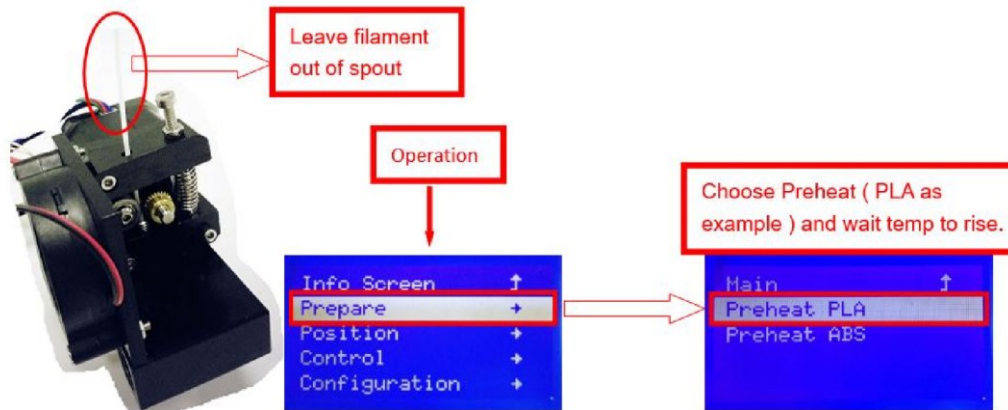 Leave filament
out of spout
Operation
Choose Preheat ( PLA as
example ) and wait temp to rise.
Info Screen ↑
Prepare →
Position →
Control →
Configuration →
Main ↑
Preheat PLA
Preheat ABS